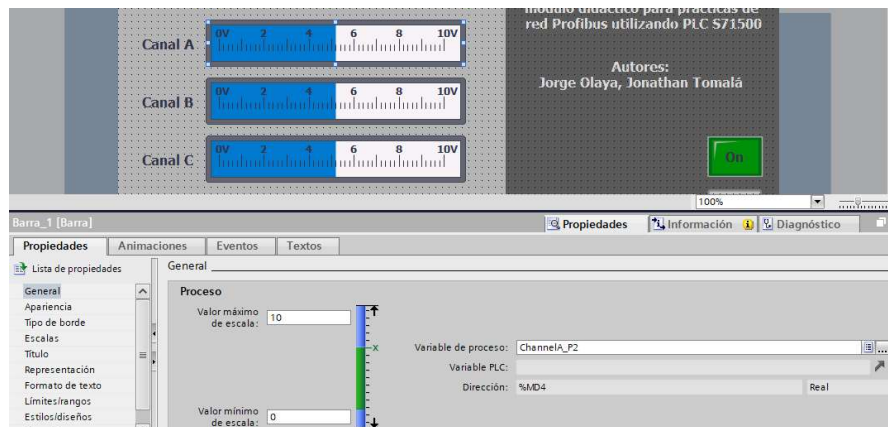 módulo didáctico para prácticas de
red Profibus utilizando PLC S71500
Autores:
Jorge Olaya, Jonathan Tomalá
Canal A
0V 2 4 6 8 10V
Canal B
0V 2 4 6 8 10V
Canal C
0V 2 4 6 8 10V
On
100%
Barra_1 [Barra]
Propiedades Información Diagnóstico
Propiedades Animaciones Eventos Textos
Lista de propiedades
General
Apariencia
Tipo de borde
Escalas
Título
Representación
Formato de texto
Límites/rangos
Estilos/diseños
General
Proceso
Valor máximo
de escala: 10
x
Variable de proceso: ChannelA_P2
Variable PLC:
Dirección: %MD4 Real
Valor mínimo
de escala: 0